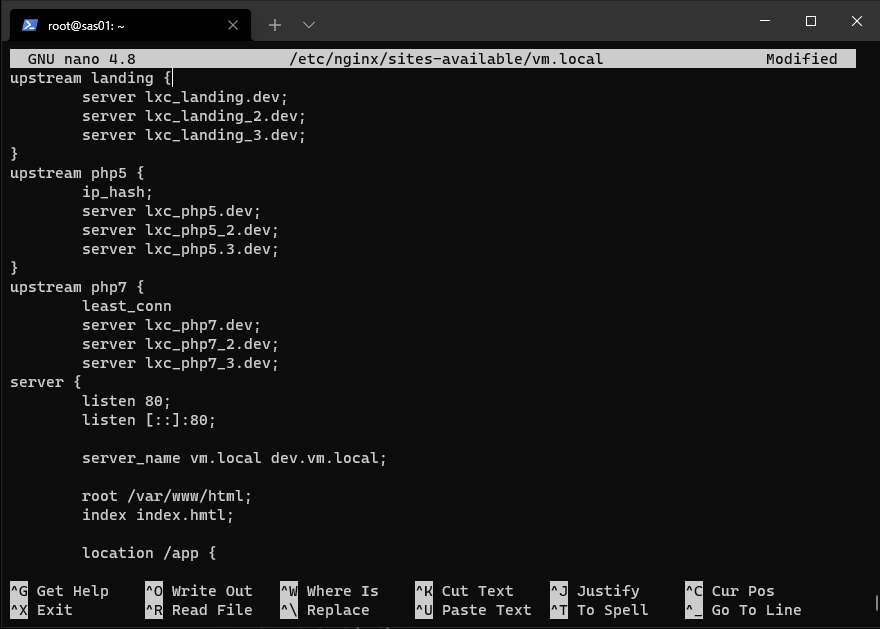 root@sas01: ~
GNU nano 4.8 /etc/nginx/sites-available/vm.local Modified
upstream landing {
server lxc_landing.dev;
server lxc_landing_2.dev;
server lxc_landing_3.dev;
}
upstream php5 {
ip_hash;
server lxc_php5.dev;
server lxc_php5_2.dev;
server lxc_php5.3.dev;
}
upstream php7 {
least_conn
server lxc_php7.dev;
server lxc_php7_2.dev;
server lxc_php7_3.dev;
server {
listen 80;
listen [::]:80;
server_name vm.local dev.vm.local;
root /var/www/html;
index index.hmtl;
location /app {
^G Get Help ^O Write Out ^W Where Is ^K Cut Text ^J Justify ^C Cur Pos
^X Exit ^R Read File ^\ Replace ^U Paste Text ^T To Spell ^_ Go To Line